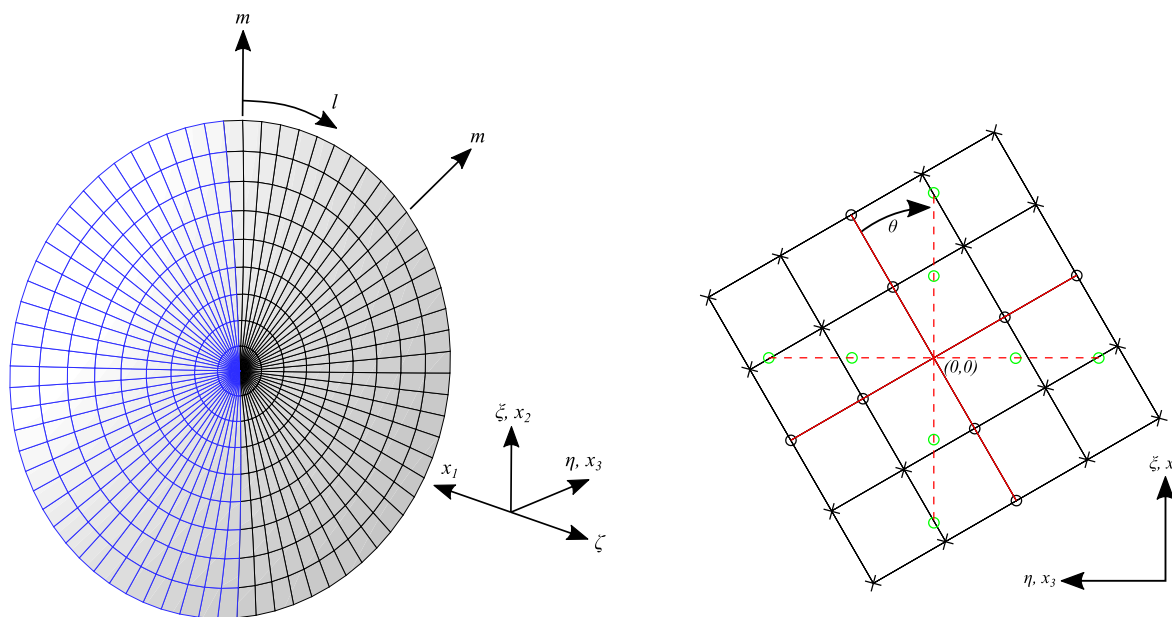 m
l
m
ξ, x₂
η, x₃
x₁
ζ
θ
(0,0)
ξ, x
η, x₃